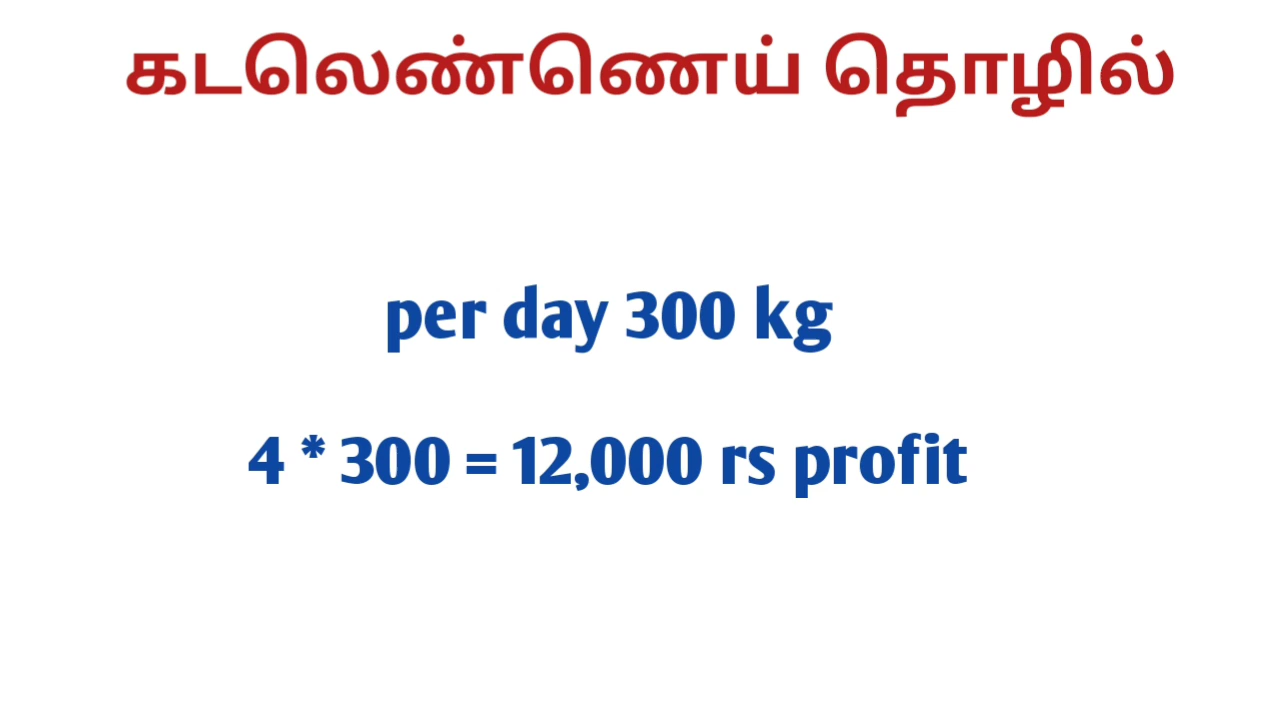 கடலெண்ணெய் தொழில்
per day 300 kg
4 * 300 = 12,000 rs profit